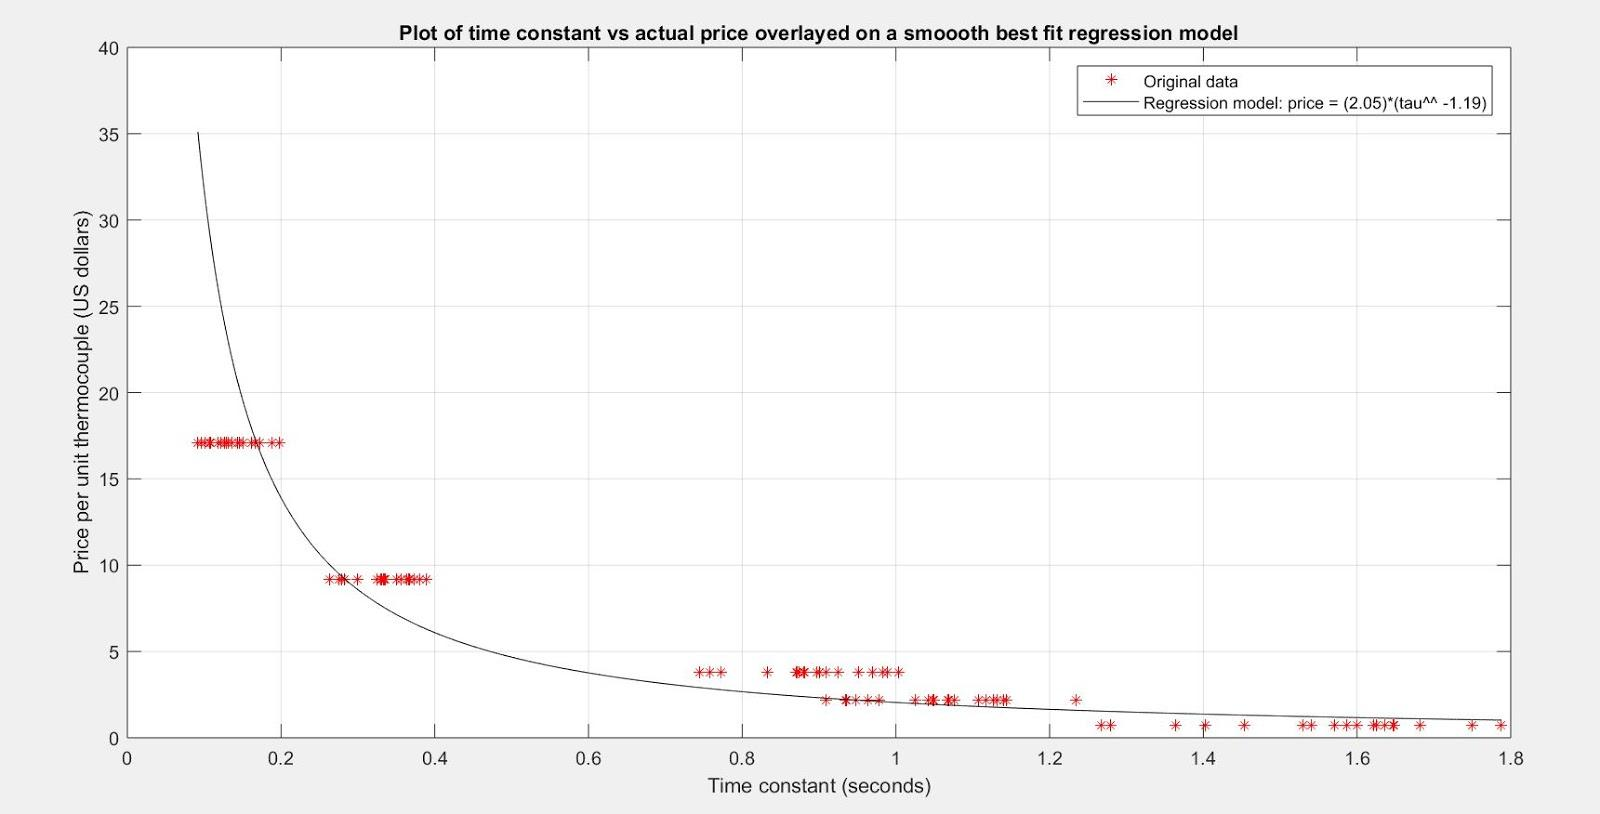 Plot of time constant vs actual price overlayed on a smoooth best fit regression model
Original data
Regression model: price = (2.05)*(tau^^ -1.19)
Price per unit thermocouple (US dollars)
40
35
30
25
20
15
10
5
0
0 0.2 0.4 0.6 0.8 1 1.2 1.4 1.6 1.8
Time constant (seconds)